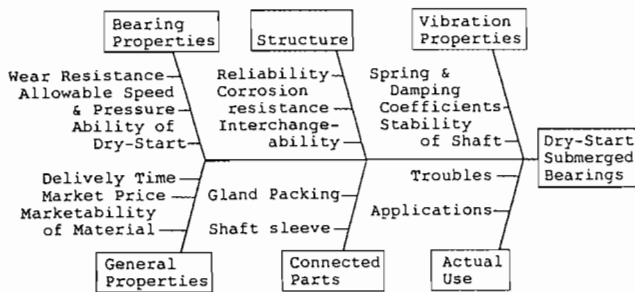 Bearing
Properties
Structure
Vibration
Properties
Wear Resistance
Allowable Speed
& Pressure
Ability of
Dry-Start
Reliability
Corrosion
resistance
Interchange-
ability
Spring &
Damping
Coefficients
Stability
of Shaft
Dry-Start
Submerged
Bearings
Delively Time
Market Price
Marketability
of Material
Gland Packing
Shaft sleeve
Troubles
Applications
General
Properties
Connected
Parts
Actual
Use